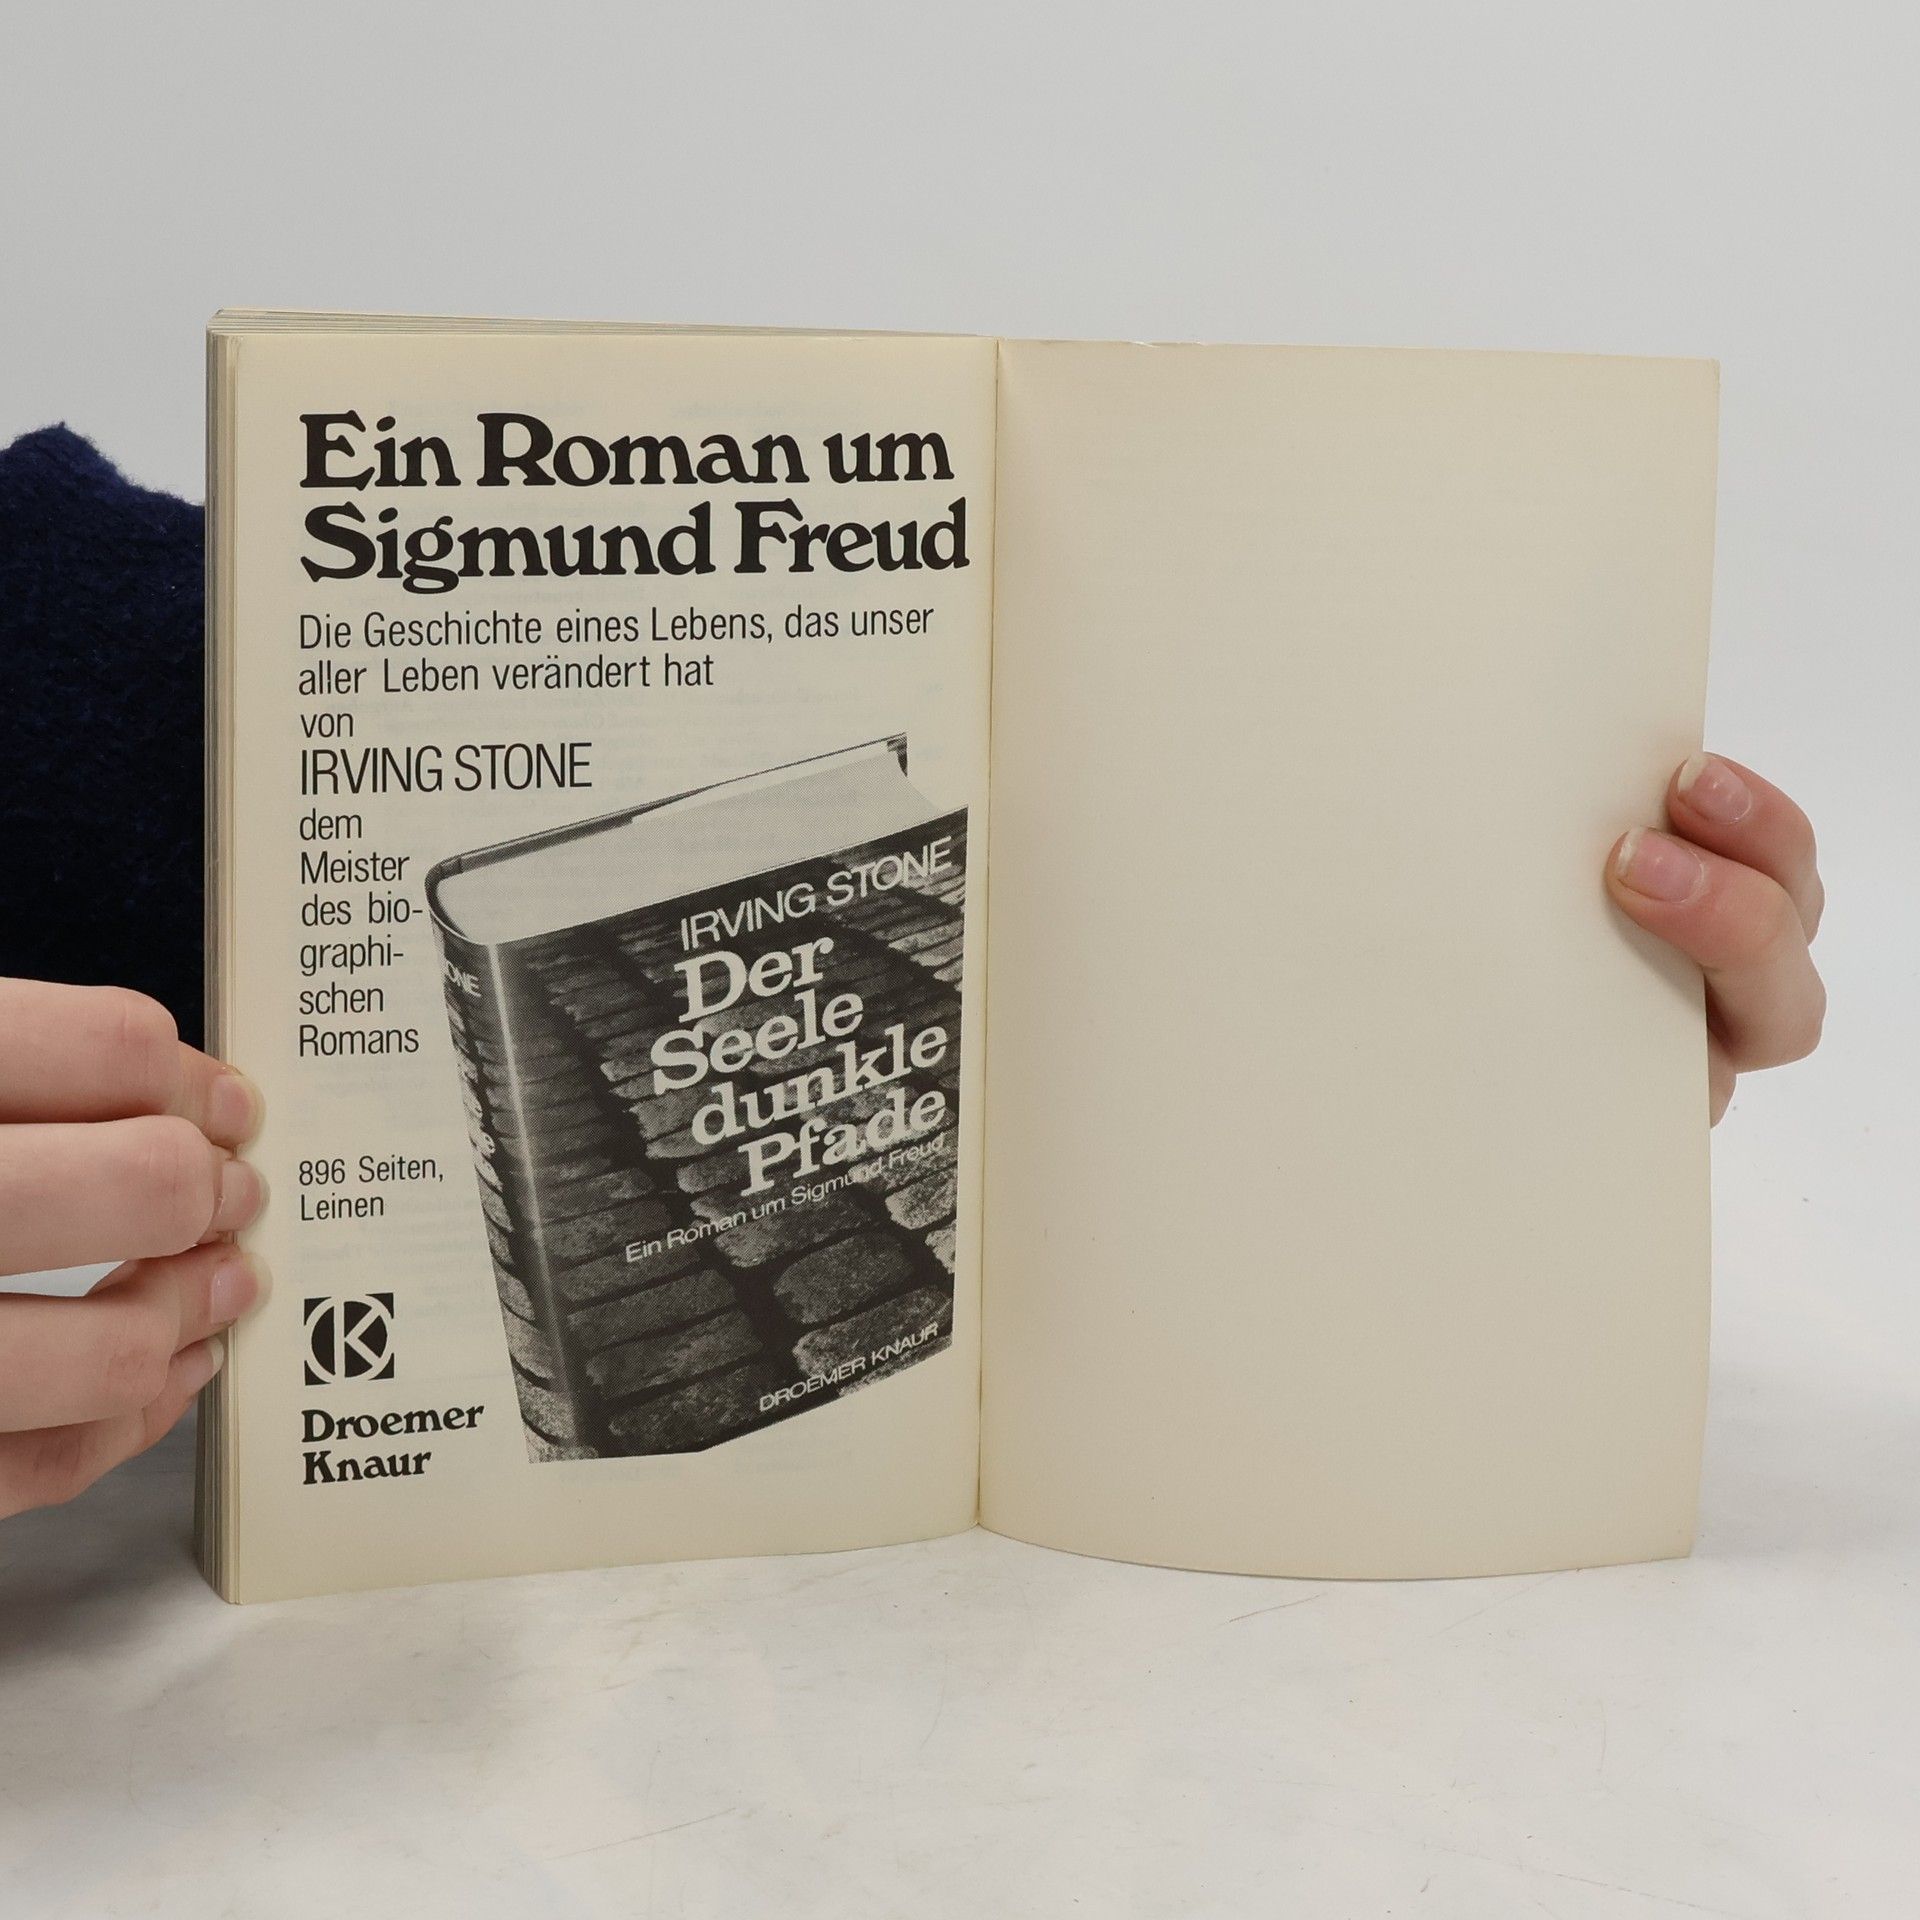 Ein Roman um
Sigmund Freud
Die Geschichte eines Lebens, das unser
aller Leben verändert hat
von
IRVING STONE
dem
Meister
des bio-
graphi-
schen
Romans
896 Seiten,
Leinen
K
Droemer
Knaur
IRVING STONE
Der
Seele
dunkle
Pfade
Ein Roman um Sigmund Freud
DROEMER KNAUR